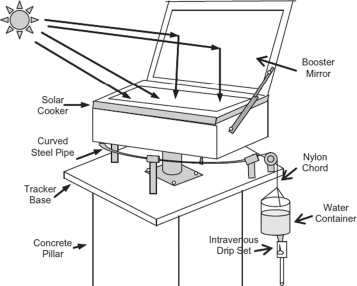 Booster
Mirror
Solar
Cooker
Curved
Steel Pipe
Nylon
Chord
Tracker
Base
Water
Container
Intravenous
Drip Set
Concrete
Pillar